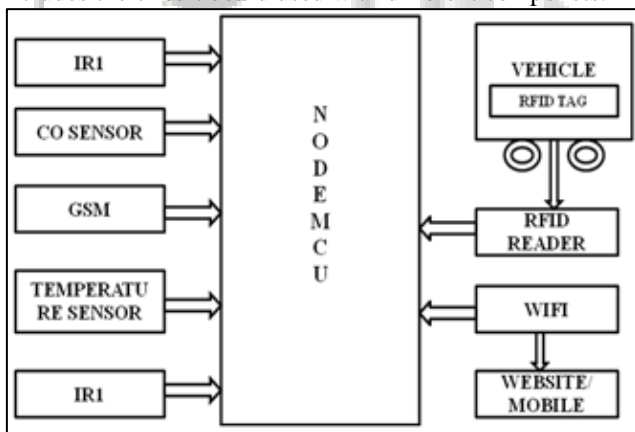 IR1
CO SENSOR
GSM
TEMPERATU
RE SENSOR
IR1
N
O
D
E
M
C
U
VEHICLE
RFID TAG
RFID
READER
WIFI
WEBSITE/
MOBILE